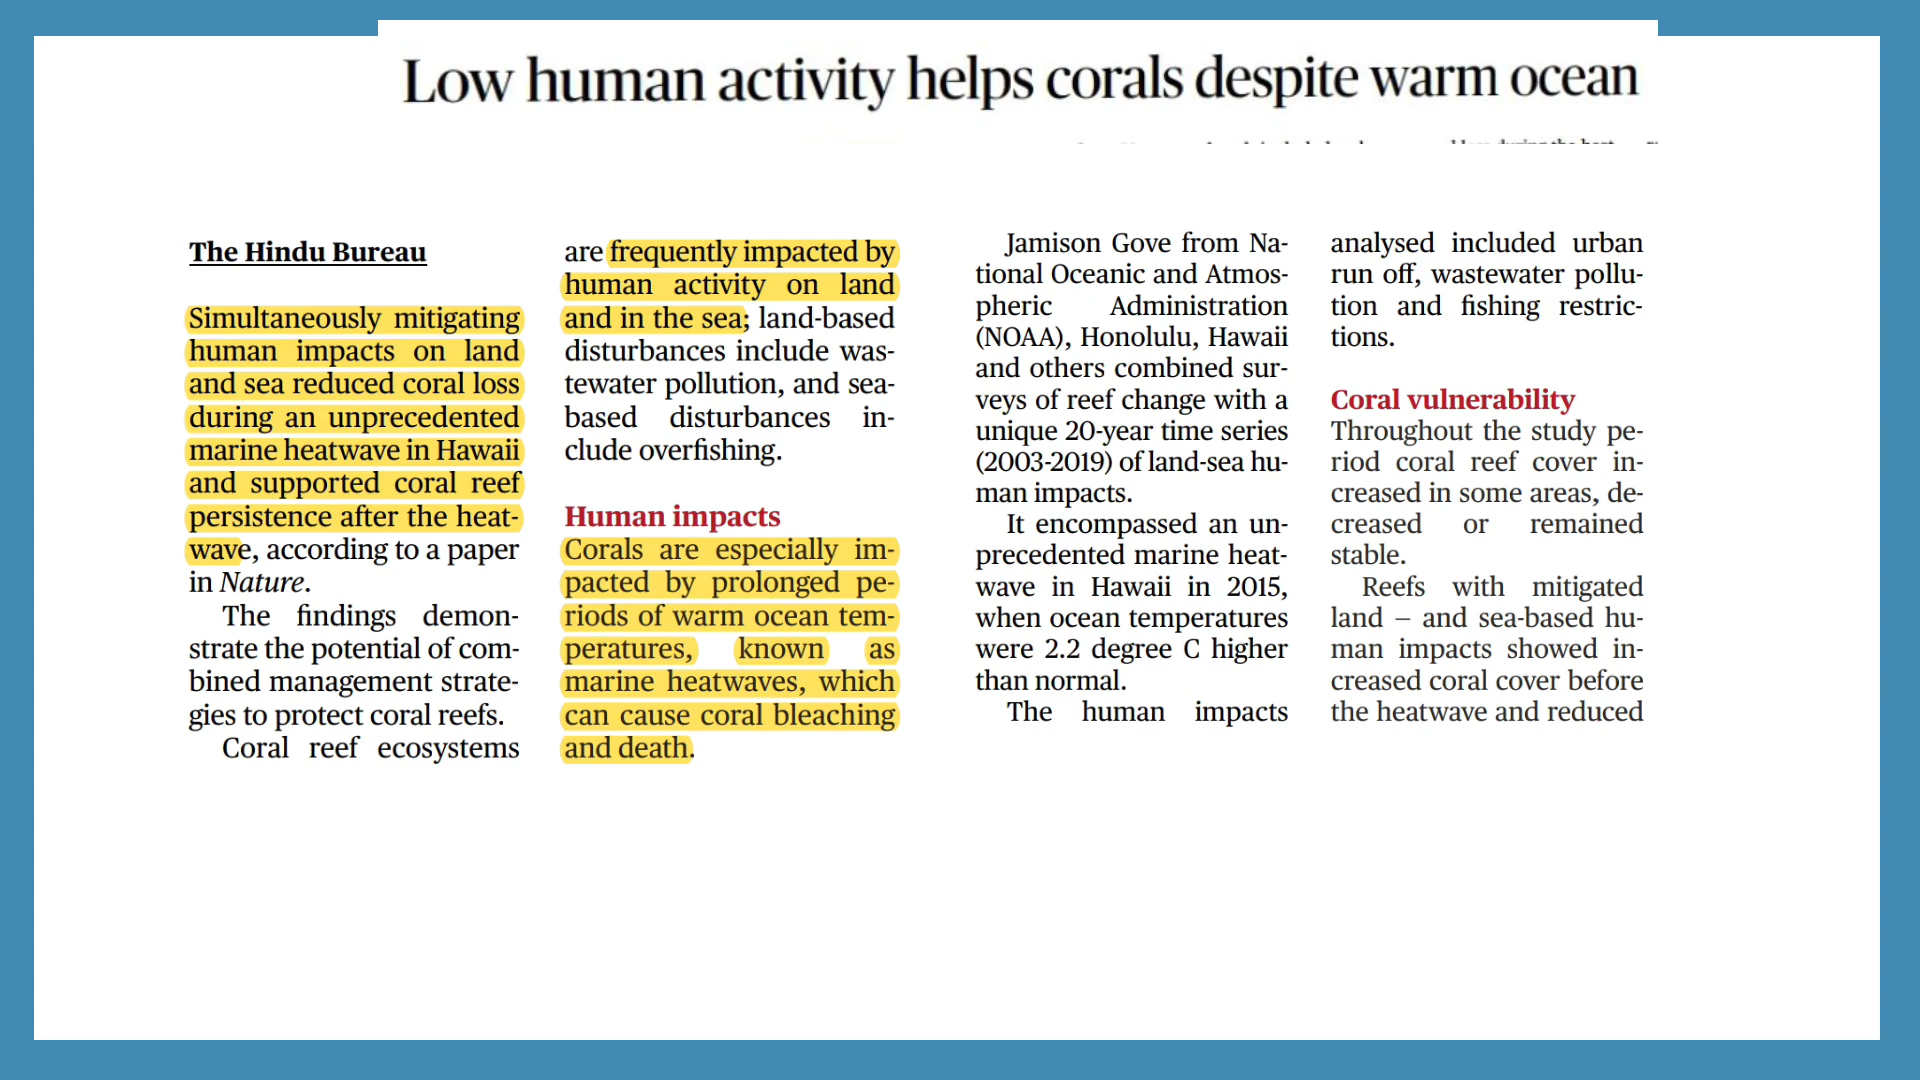 Low human activity helps corals despite warm ocean
The Hindu Bureau
Simultaneously mitigating
human impacts on land
and sea reduced coral loss
during an unprecedented
marine heatwave in Hawaii
and supported coral reef
persistence after the heat-
wave, according to a paper
in Nature.
The findings demon-
strate the potential of com-
bined management strate-
gies to protect coral reefs.
Coral reef ecosystems
are frequently impacted by
human activity on land
and in the sea; land-based
disturbances include was-
tewater pollution, and sea-
based disturbances in-
clude overfishing.
Human impacts
Corals are especially im-
pacted by prolonged pe-
riods of warm ocean tem-
peratures, known as
marine heatwaves, which
can cause coral bleaching
and death.
Jamison Gove from Na-
tional Oceanic and Atmos-
pheric Administration
(NOAA), Honolulu, Hawaii
and others combined sur-
veys of reef change with a
unique 20-year time series
(2003-2019) of land-sea hu-
man impacts.
It encompassed an un-
precedented marine heat-
wave in Hawaii in 2015,
when ocean temperatures
were 2.2 degree C higher
than normal.
The human impacts
analysed included urban
run off, wastewater pollu-
tion and fishing restric-
tions.
Coral vulnerability
Throughout the study pe-
riod coral reef cover in-
creased in some areas, de-
creased or remained
stable.
Reefs with mitigated
land – and sea-based hu-
man impacts showed in-
creased coral cover before
the heatwave and reduced